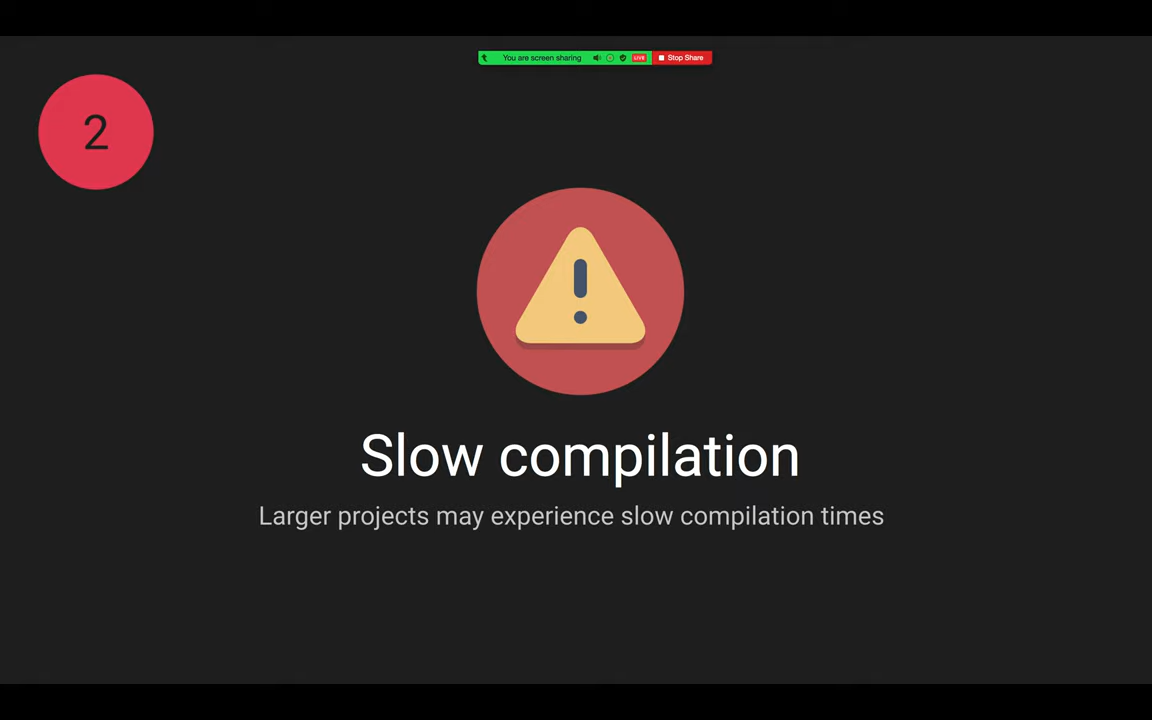 You are screen sharing
LIVE
Stop Share
2
Slow compilation
Larger projects may experience slow compilation times